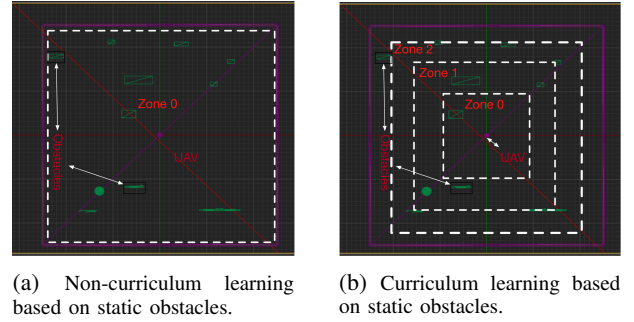 Zone 0
Obstacles
UAV
Zone 2
Zone 1
Zone 0
Obstacles
UAV
(a) Non-curriculum learning
based on static obstacles.
(b) Curriculum learning based
on static obstacles.